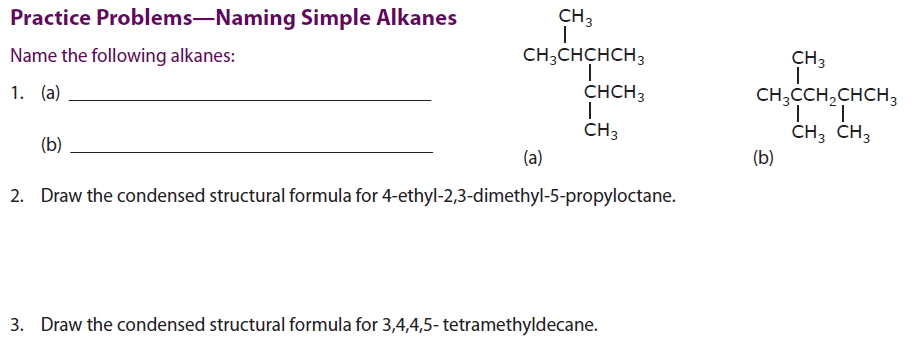 Practice Problems—Naming Simple Alkanes
Name the following alkanes:
1. (a)
(b)
CH₃
CH₃CHCHCH₃
CHCH₃
CH₃
(a)
CH₃
CH₃CCH₂CHCH₃
CH₃ CH₃
(b)
2. Draw the condensed structural formula for 4-ethyl-2,3-dimethyl-5-propyloctane.
3. Draw the condensed structural formula for 3,4,4,5- tetramethyldecane.